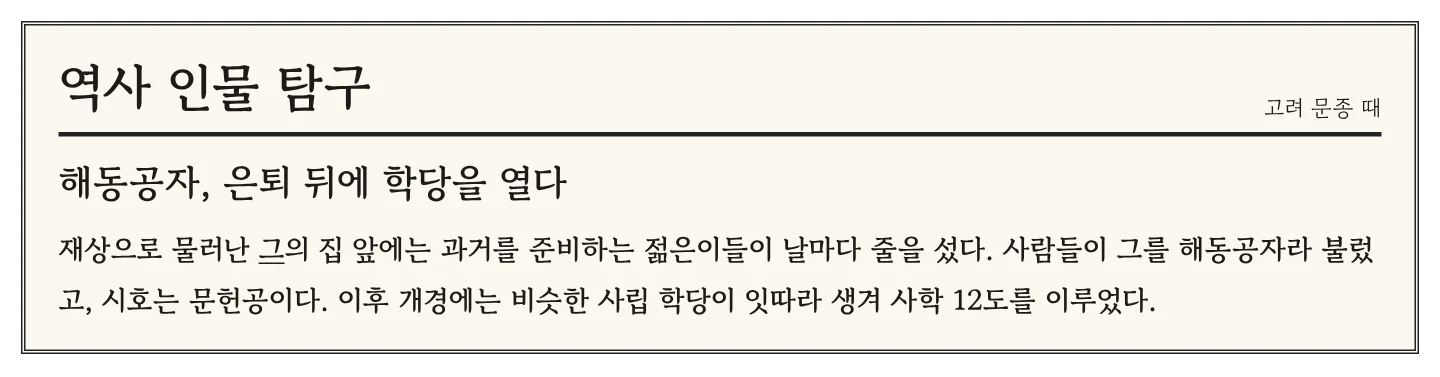 역사 인물 탐구
고려 문종 때
해동공자, 은퇴 뒤에 학당을 열다
재상으로 물러난 그의 집 앞에는 과거를 준비하는 젊은이들이 날마다 줄을 섰다. 사람들이 그를 해동공자라 불렀
고, 시호는 문헌공이다. 이후 개경에는 비슷한 사립 학당이 잇따라 생겨 사학 12도를 이루었다.